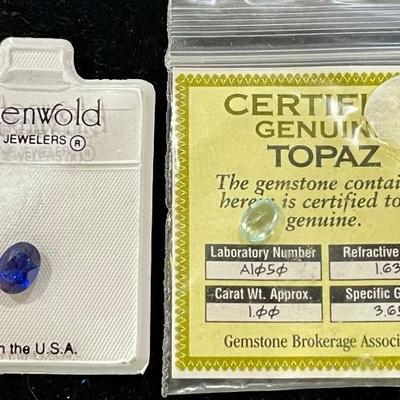 enwold
JEWELERS ®
n the U.S.A.
CERTIFI
GENUIN
TOPAZ
The gemstone contain
herein is certified to
genuine.
Laboratory Number
Refractive
A1050
1.63
Carat Wt. Approx.
Specific G
1.00
3.65
Gemstone Brokerage Associ